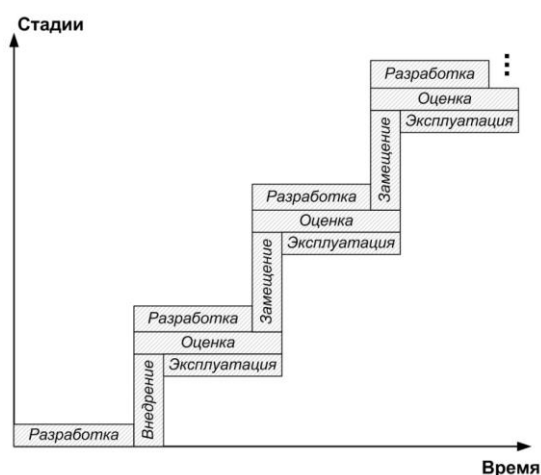 Стадии
Разработка
Оценка
Эксплуатация
Замещение
Разработка
Оценка
Эксплуатация
Замещение
Разработка
Оценка
Эксплуатация
Внедрение
Разработка
Время